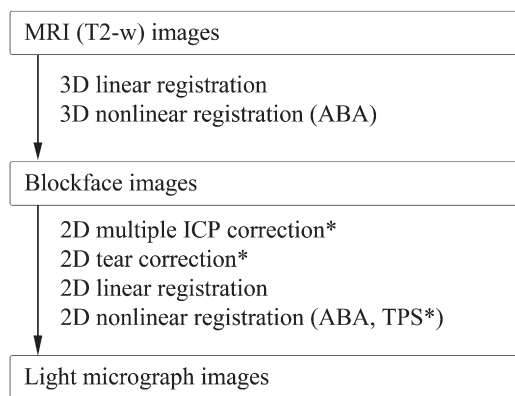 MRI (T2-w) images
3D linear registration
3D nonlinear registration (ABA)
Blockface images
2D multiple ICP correction*
2D tear correction*
2D linear registration
2D nonlinear registration (ABA, TPS*)
Light micrograph images